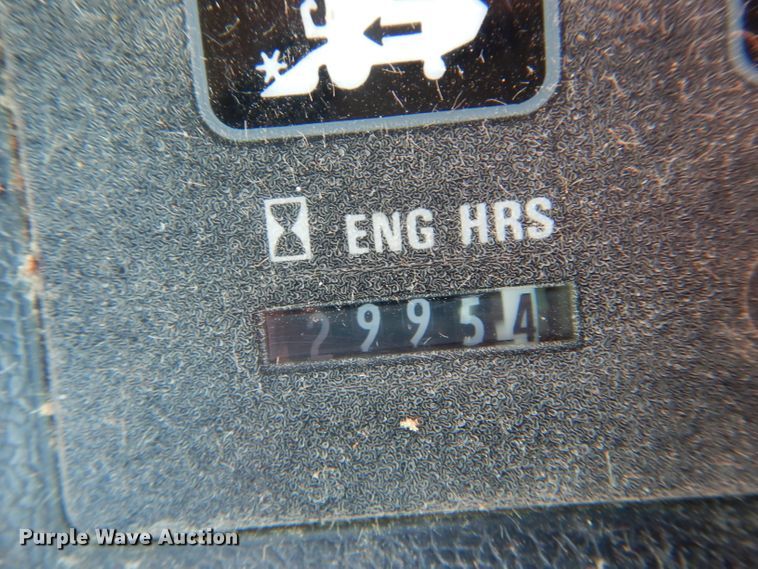 ENG HRS
29954
Purple Wave Auction